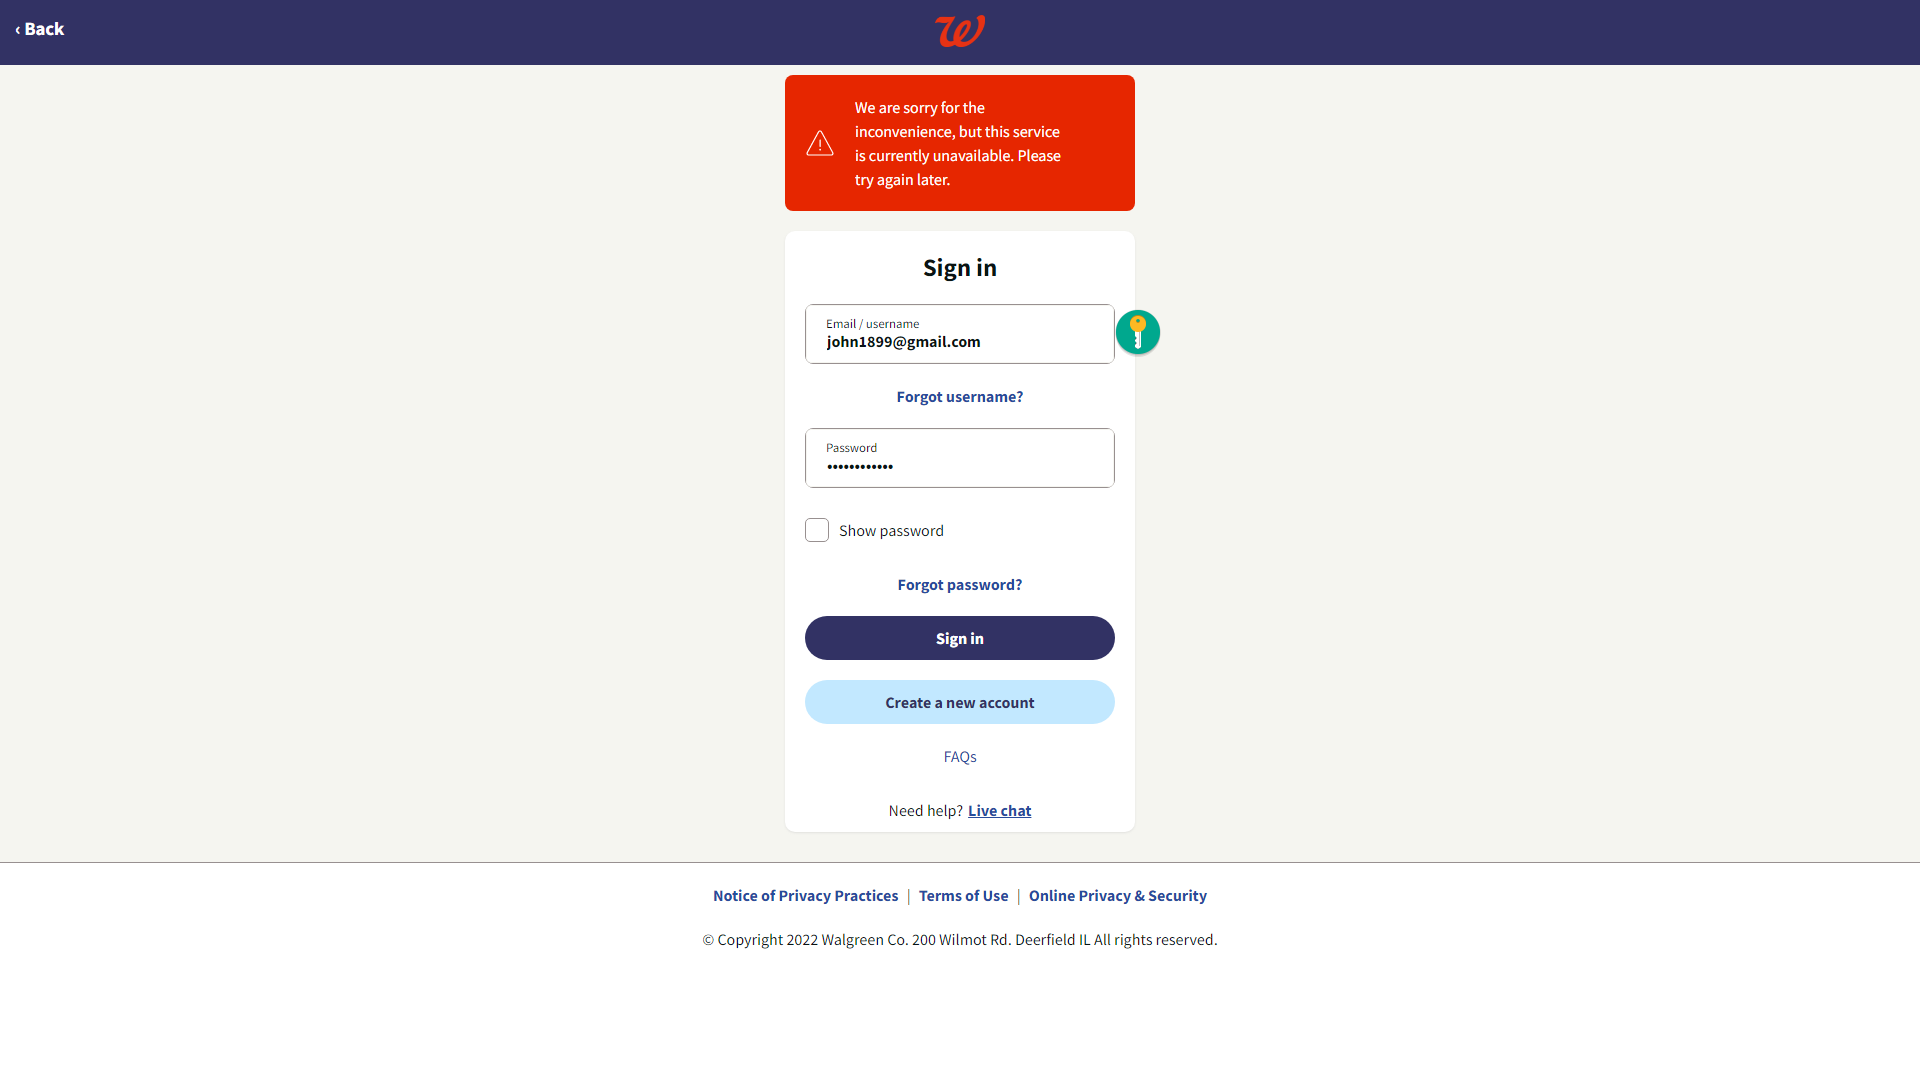 ‹ Back
We are sorry for the
inconvenience, but this service
is currently unavailable. Please
try again later.
Sign in
Email / username
john1899@gmail.com
Forgot username?
Password
••••••••••••
Show password
Forgot password?
Sign in
Create a new account
FAQs
Need help? Live chat
Notice of Privacy Practices | Terms of Use | Online Privacy & Security
© Copyright 2022 Walgreen Co. 200 Wilmot Rd. Deerfield IL All rights reserved.